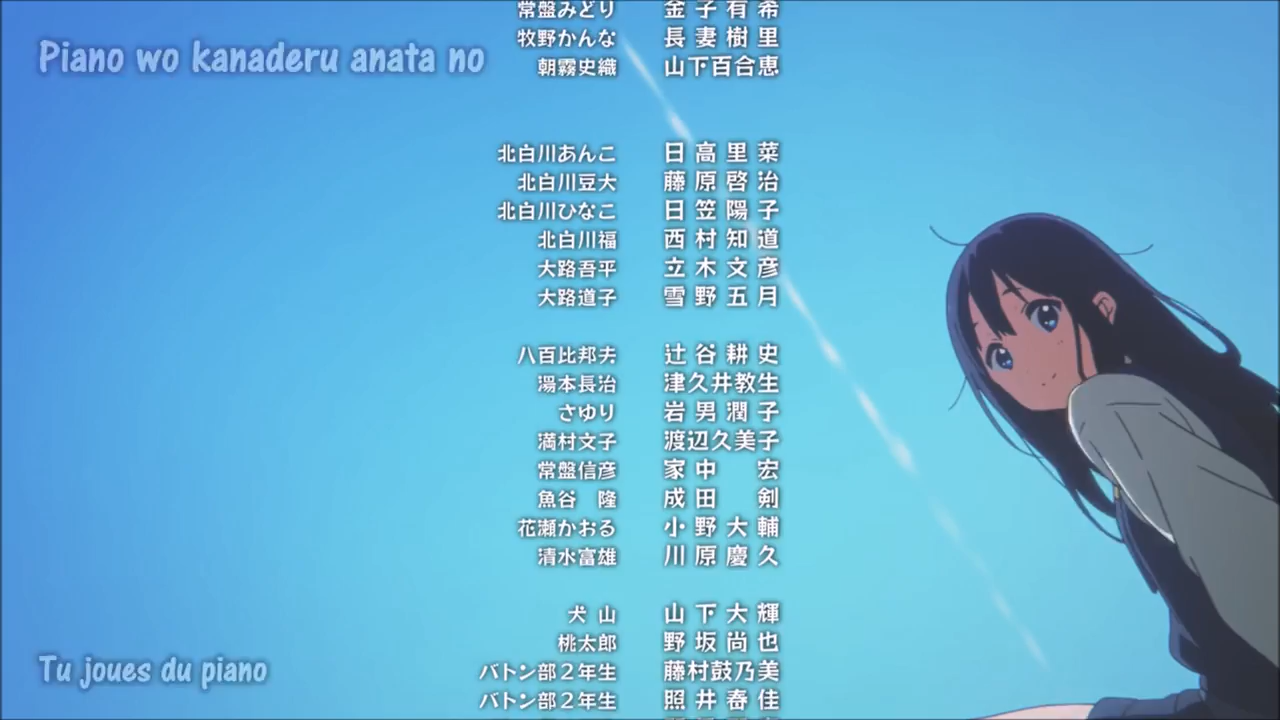 常盤みどり 金子有希
牧野かんな 長妻樹里
朝霧史織 山下百合恵
Piano wo kanaderu anata no
北白川あんこ 日高里菜
北白川豆大 藤原啓治
北白川ひなこ 日笠陽子
北白川福 西村知道
大路吾平 立木文彦
大路道子 雪野五月
八百比邦夫 辻谷耕史
湯本長治 津久井教生
さゆり 岩男潤子
満村文子 渡辺久美子
常盤信彦 家中 宏
魚谷 隆 成田 剣
花瀬かおる 小野大輔
清水富雄 川原慶久
犬山 山下大輝
桃太郎 野坂尚也
バトン部２年生 藤村鼓乃美
バトン部２年生 照井春佳
Tu joues du piano